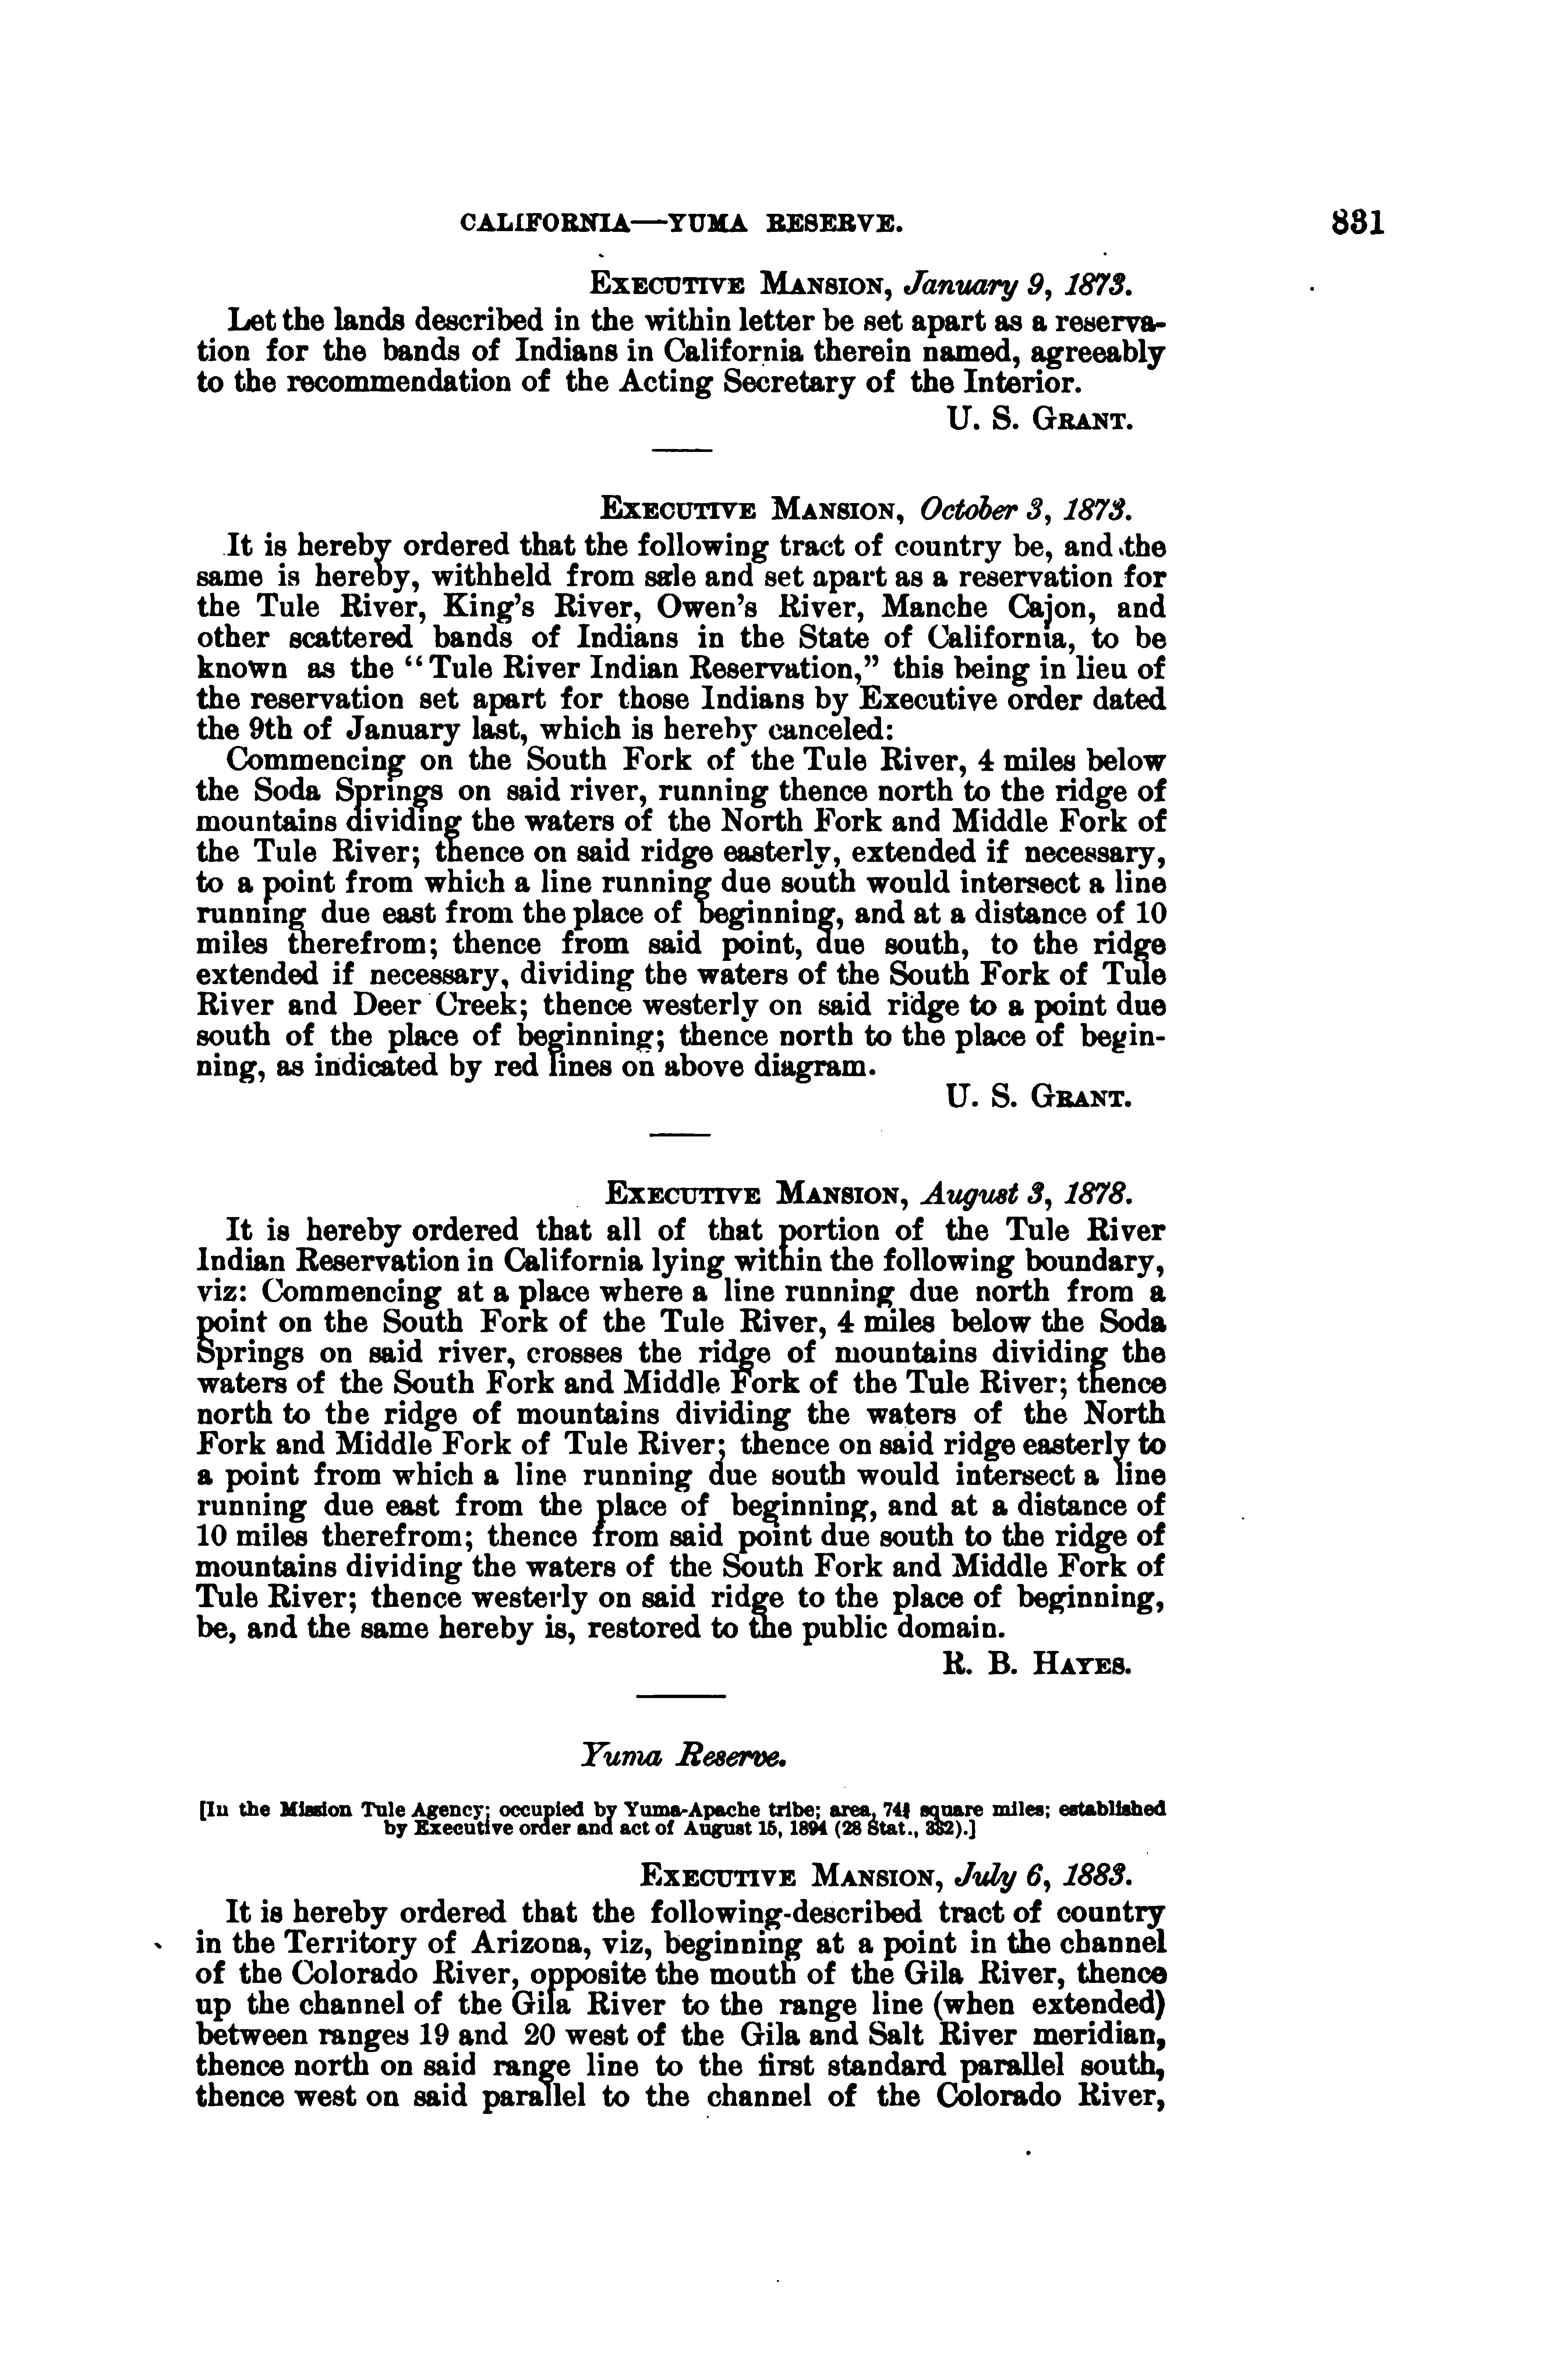 CALIFORNIA—YUMA RESERVE. 831
EXECUTIVE MANSION, January 9, 1873.
Let the lands described in the within letter be set apart as a reserva-
tion for the bands of Indians in California therein named, agreeably
to the recommendation of the Acting Secretary of the Interior.
U. S. GRANT.
EXECUTIVE MANSION, October 3, 1873.
It is hereby ordered that the following tract of country be, and the
same is hereby, withheld from sale and set apart as a reservation for
the Tule River, King's River, Owen's River, Manche Cajon, and
other scattered bands of Indians in the State of California, to be
known as the "Tule River Indian Reservation," this being in lieu of
the reservation set apart for those Indians by Executive order dated
the 9th of January last, which is hereby canceled:
Commencing on the South Fork of the Tule River, 4 miles below
the Soda Springs on said river, running thence north to the ridge of
mountains dividing the waters of the North Fork and Middle Fork of
the Tule River; thence on said ridge easterly, extended if necessary,
to a point from which a line running due south would intersect a line
running due east from the place of beginning, and at a distance of 10
miles therefrom; thence from said point, due south, to the ridge
extended if necessary, dividing the waters of the South Fork of Tule
River and Deer Creek; thence westerly on said ridge to a point due
south of the place of beginning; thence north to the place of begin-
ning, as indicated by red lines on above diagram.
U. S. GRANT.
EXECUTIVE MANSION, August 3, 1878.
It is hereby ordered that all of that portion of the Tule River
Indian Reservation in California lying within the following boundary,
viz: Commencing at a place where a line running due north from a
point on the South Fork of the Tule River, 4 miles below the Soda
Springs on said river, crosses the ridge of mountains dividing the
waters of the South Fork and Middle Fork of the Tule River; thence
north to the ridge of mountains dividing the waters of the North
Fork and Middle Fork of Tule River; thence on said ridge easterly to
a point from which a line running due south would intersect a line
running due east from the place of beginning, and at a distance of
10 miles therefrom; thence from said point due south to the ridge of
mountains dividing the waters of the South Fork and Middle Fork of
Tule River; thence westerly on said ridge to the place of beginning,
be, and the same hereby is, restored to the public domain.
R. B. HAYES.
Yuma Reserve.
[In the Mission Tule Agency; occupied by Yuma-Apache tribe; area, square miles; established
by Executive order and act of August 15, 1894 (28 Stat., 332).]
EXECUTIVE MANSION, July 6, 1883.
It is hereby ordered that the following-described tract of country
in the Territory of Arizona, viz, beginning at a point in the channel
of the Colorado River, opposite the mouth of the Gila River, thence
up the channel of the Gila River to the range line (when extended)
between ranges 19 and 20 west of the Gila and Salt River meridian,
thence north on said range line to the first standard parallel south,
thence west on said parallel to the channel of the Colorado River,